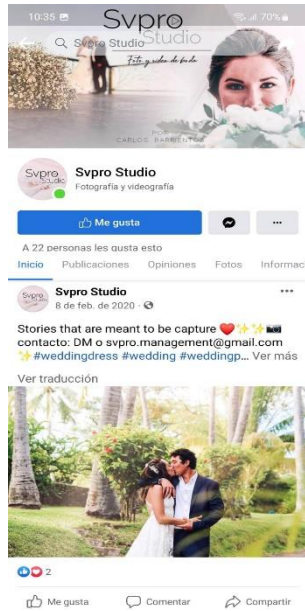 10:35 70%
Svpro
Studio
Svpro Studio
Foto y video de boda
POR
CARLOS BARRIENTOS
Svpro
Studio
Svpro Studio
Fotografía y videografía
Me gusta
A 22 personas les gusta esto
Inicio Publicaciones Opiniones Fotos Informac
Svpro
Svpro Studio
8 de feb. de 2020 ·
Stories that are meant to be capture ❤️✨✨📷
contacto: DM o svpro.management@gmail.com
✨#weddingdress #wedding #weddingp... Ver más
Ver traducción
2
Me gusta Comentar Compartir